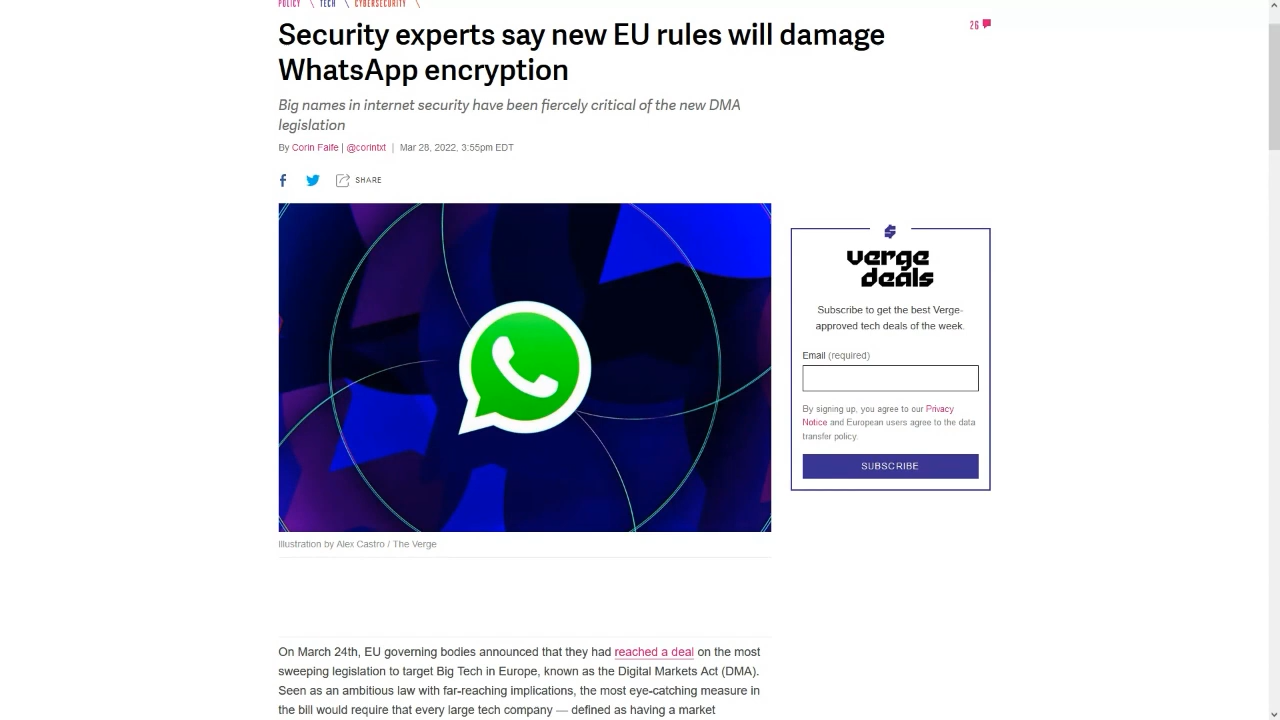 POLICY \ TECH \ CYBERSECURITY \
Security experts say new EU rules will damage
WhatsApp encryption
26
Big names in internet security have been fiercely critical of the new DMA
legislation
By Corin Faife | @corintxt | Mar 28, 2022, 3:55pm EDT
SHARE
verge
deals
Subscribe to get the best Verge-
approved tech deals of the week.
Email (required)
By signing up, you agree to our Privacy
Notice and European users agree to the data
transfer policy.
SUBSCRIBE
Illustration by Alex Castro / The Verge
On March 24th, EU governing bodies announced that they had reached a deal on the most
sweeping legislation to target Big Tech in Europe, known as the Digital Markets Act (DMA).
Seen as an ambitious law with far-reaching implications, the most eye-catching measure in
the bill would require that every large tech company — defined as having a market